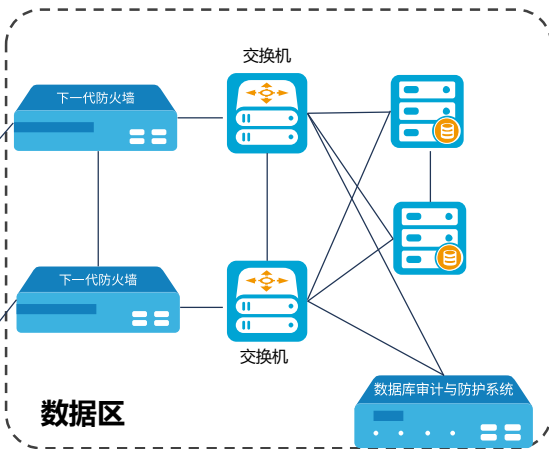 交换机
下一代防火墙
下一代防火墙
交换机
数据库审计与防护系统
数据区